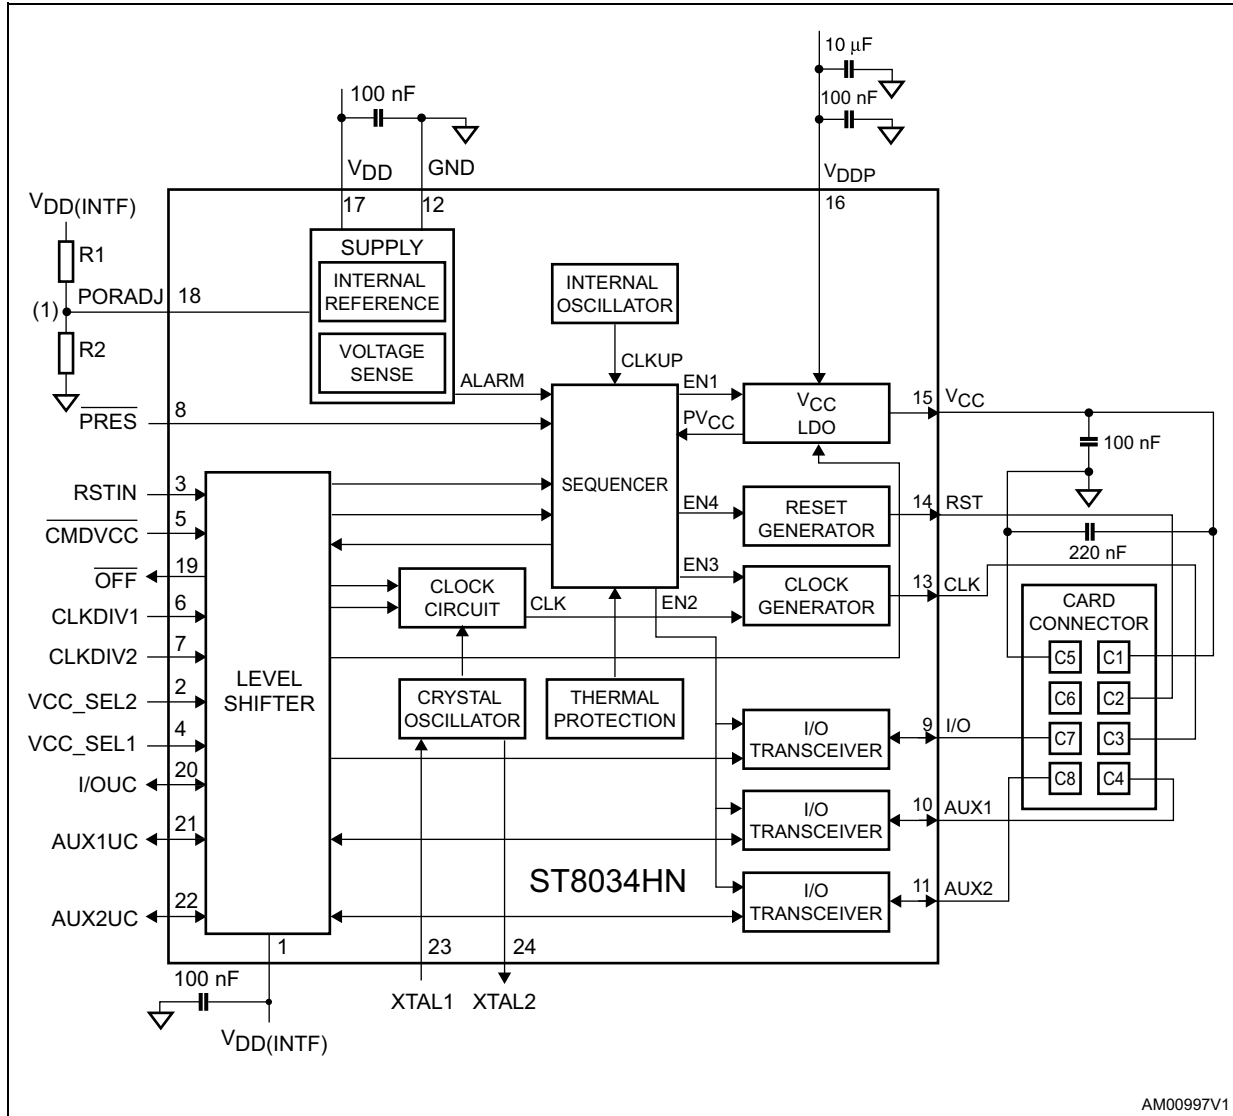 10 μF
100 nF
100 nF
VDD
GND
VDDP
17
12
16
VDD(INTF)
R1
SUPPLY
INTERNAL
REFERENCE
INTERNAL
OSCILLATOR
PORADJ
18
(1)
R2
VOLTAGE
SENSE
ALARM
CLKUP
EN1
VCC
LDO
15
VCC
PRES
8
PVCC
100 nF
SEQUENCER
RSTIN
3
EN4
RESET
GENERATOR
14
RST
CMDVCC
5
220 nF
OFF
19
EN3
CLOCK
CIRCUIT
CLK
EN2
CLOCK
GENERATOR
13
CLK
CARD
CONNECTOR
CLKDIV1
6
CLKDIV2
7
C5
C1
LEVEL
SHIFTER
VCC_SEL2
2
CRYSTAL
OSCILLATOR
THERMAL
PROTECTION
C6
C2
VCC_SEL1
4
I/O
TRANSCEIVER
9
I/O
C7
C3
I/OUC
20
C8
C4
AUX1UC
21
I/O
TRANSCEIVER
10
AUX1
ST8034HN
I/O
TRANSCEIVER
11
AUX2
AUX2UC
22
1
23
24
100 nF
XTAL1
XTAL2
VDD(INTF)
AM00997V1